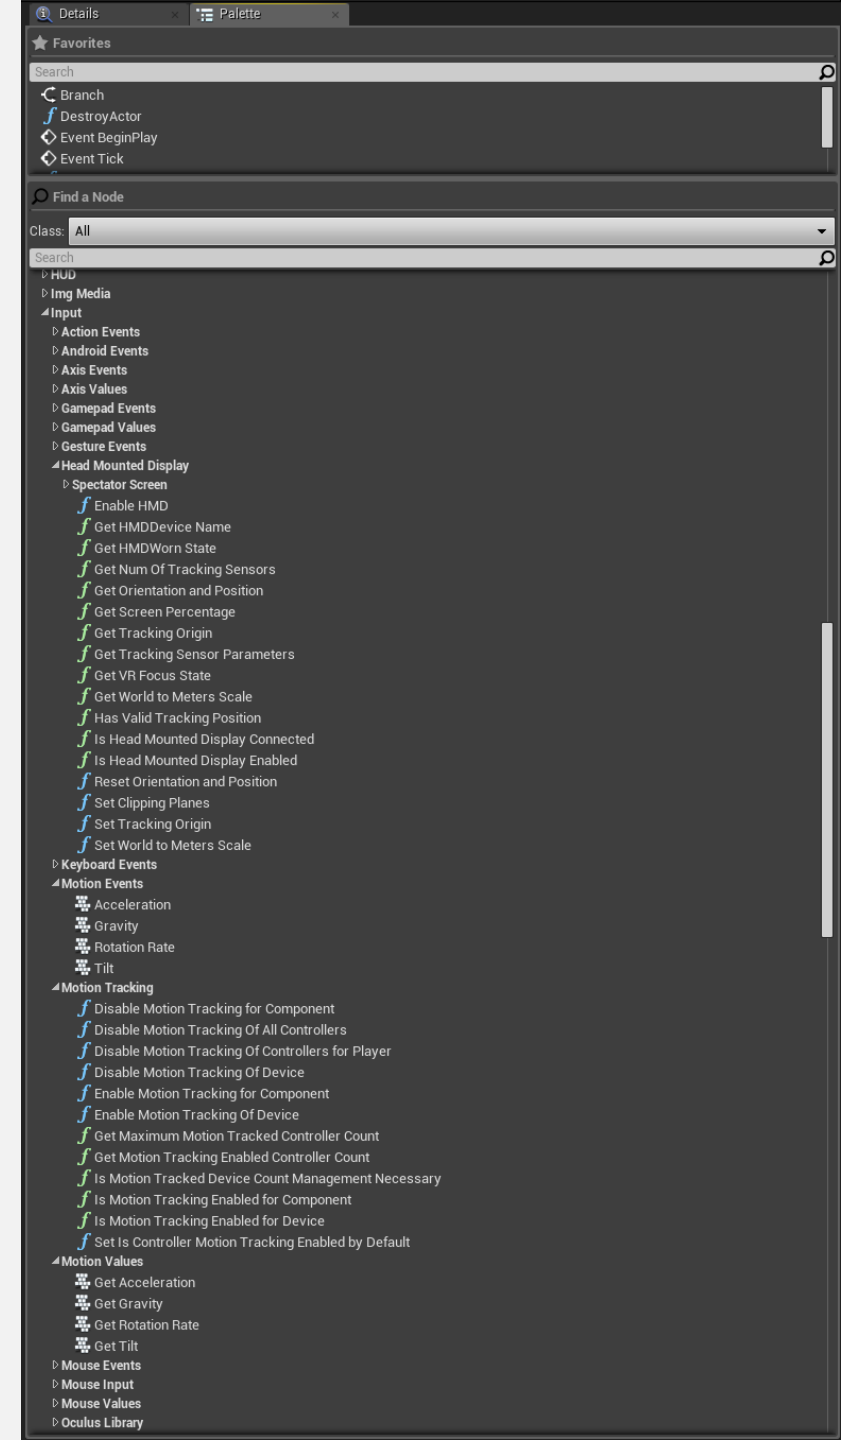 Details
Palette
Favorites
Search
Branch
DestroyActor
Event BeginPlay
Event Tick
Find a Node
Class: All
Search
HUD
Img Media
Input
Action Events
Android Events
Axis Events
Axis Values
Gamepad Events
Gamepad Values
Gesture Events
Head Mounted Display
Spectator Screen
Enable HMD
Get HMDDevice Name
Get HMDWorn State
Get Num Of Tracking Sensors
Get Orientation and Position
Get Screen Percentage
Get Tracking Origin
Get Tracking Sensor Parameters
Get VR Focus State
Get World to Meters Scale
Has Valid Tracking Position
Is Head Mounted Display Connected
Is Head Mounted Display Enabled
Reset Orientation and Position
Set Clipping Planes
Set Tracking Origin
Set World to Meters Scale
Keyboard Events
Motion Events
Acceleration
Gravity
Rotation Rate
Tilt
Motion Tracking
Disable Motion Tracking for Component
Disable Motion Tracking Of All Controllers
Disable Motion Tracking Of Controllers for Player
Disable Motion Tracking Of Device
Enable Motion Tracking for Component
Enable Motion Tracking Of Device
Get Maximum Motion Tracked Controller Count
Get Motion Tracking Enabled Controller Count
Is Motion Tracked Device Count Management Necessary
Is Motion Tracking Enabled for Component
Is Motion Tracking Enabled for Device
Set Is Controller Motion Tracking Enabled by Default
Motion Values
Get Acceleration
Get Gravity
Get Rotation Rate
Get Tilt
Mouse Events
Mouse Input
Mouse Values
Oculus Library